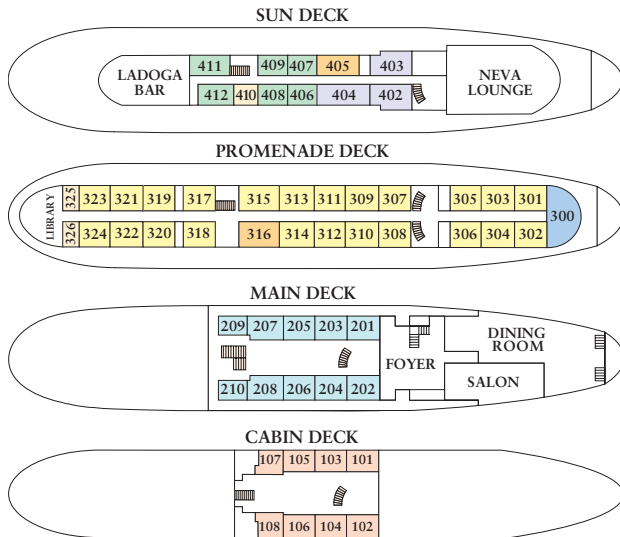 SUN DECK
411 409 407 405 403
LADOGA
BAR
NEVA
LOUNGE
412 410 408 406 404 402
PROMENADE DECK
325 323 321 319 317 315 313 311 309 307 305 303 301
LIBRARY
300
326 324 322 320 318 316 314 312 310 308 306 304 302
MAIN DECK
209 207 205 203 201
DINING
ROOM
FOYER
SALON
210 208 206 204 202
CABIN DECK
107 105 103 101
108 106 104 102